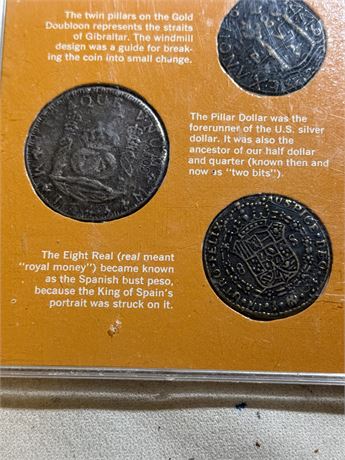 The twin pillars on the Gold
Doubloon represents the straits
of Gibraltar. The windmill
design was a guide for break-
ing the coin into small change.
The Pillar Dollar was the
forerunner of the U.S. silver
dollar. It was also the
ancestor of our half dollar
and quarter (known then and
now as "two bits").
The Eight Real (real meant
"royal money") became known
as the Spanish bust peso,
because the King of Spain's
portrait was struck on it.